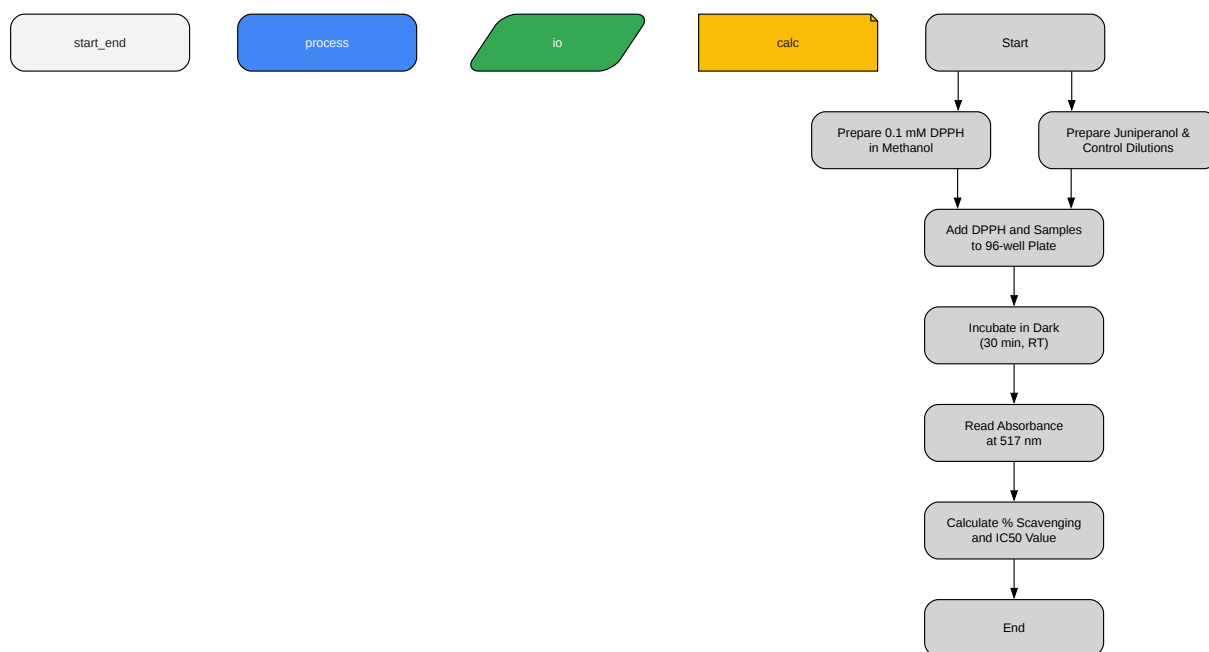 start_end
process
io
calc
Start
Prepare 0.1 mM DPPH
in Methanol
Prepare Juniperanol &
Control Dilutions
Add DPPH and Samples
to 96-well Plate
Incubate in Dark
(30 min, RT)
Read Absorbance
at 517 nm
Calculate % Scavenging
and IC50 Value
End